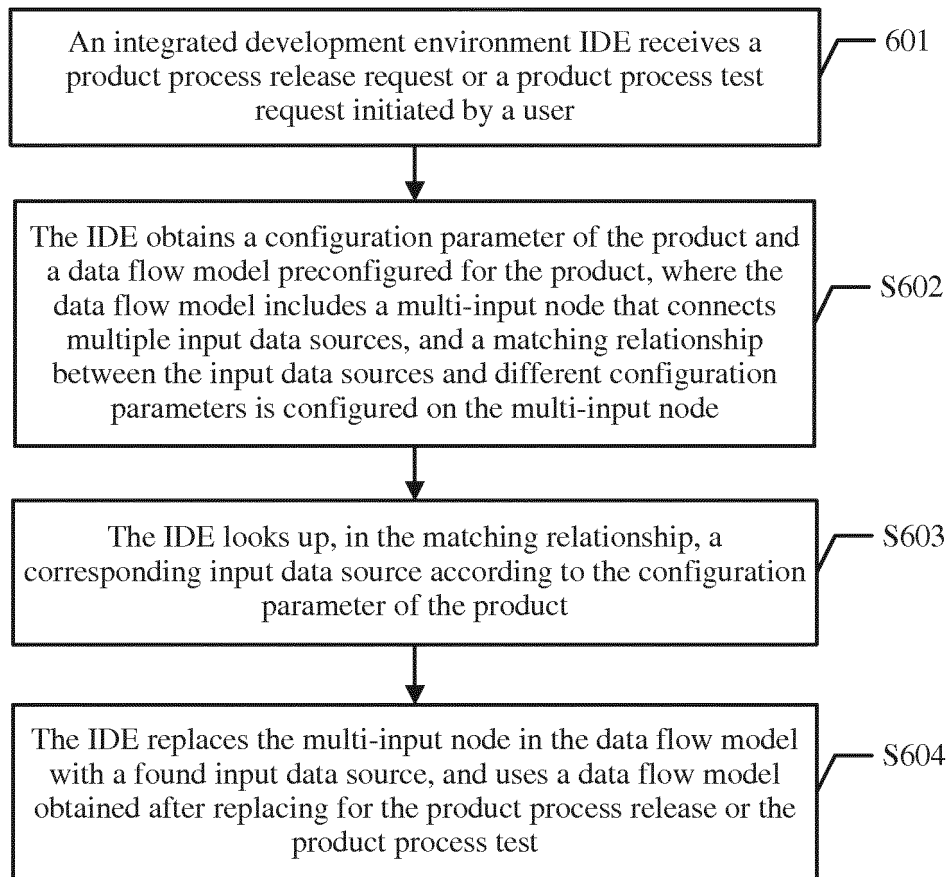 An integrated development environment IDE receives a
product process release request or a product process test
request initiated by a user
601
The IDE obtains a configuration parameter of the product and
a data flow model preconfigured for the product, where the
data flow model includes a multi-input node that connects
multiple input data sources, and a matching relationship
between the input data sources and different configuration
parameters is configured on the multi-input node
S602
The IDE looks up, in the matching relationship, a
corresponding input data source according to the configuration
parameter of the product
S603
The IDE replaces the multi-input node in the data flow model
with a found input data source, and uses a data flow model
obtained after replacing for the product process release or the
product process test
S604